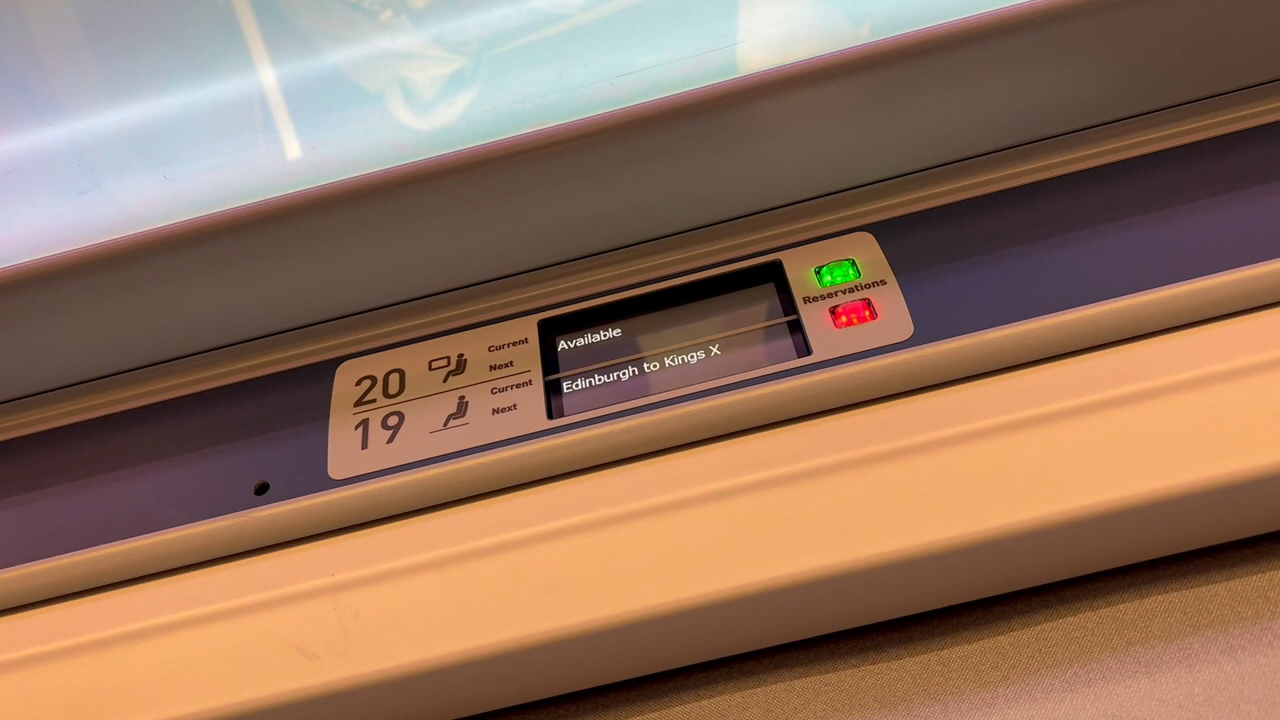 20
Current
Next
19
Current
Next
Available
Edinburgh to Kings X
Reservations